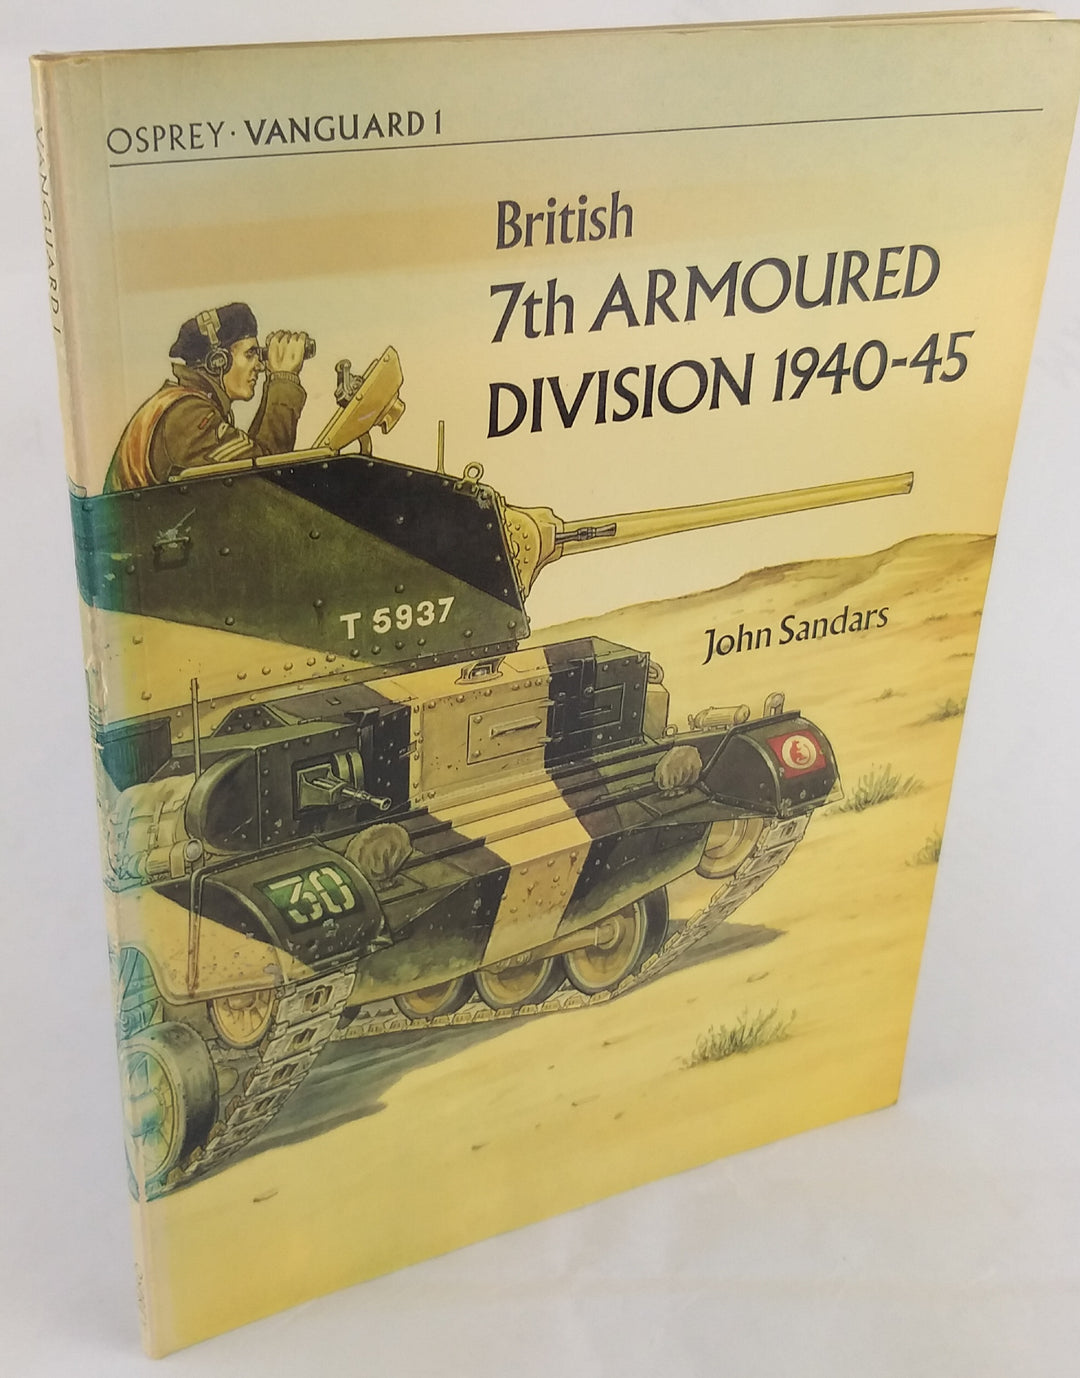 OSPREY · VANGUARD 1
British
7th ARMOURED
DIVISION 1940-45
John Sandars
T 5937
30
VANGUARD 1